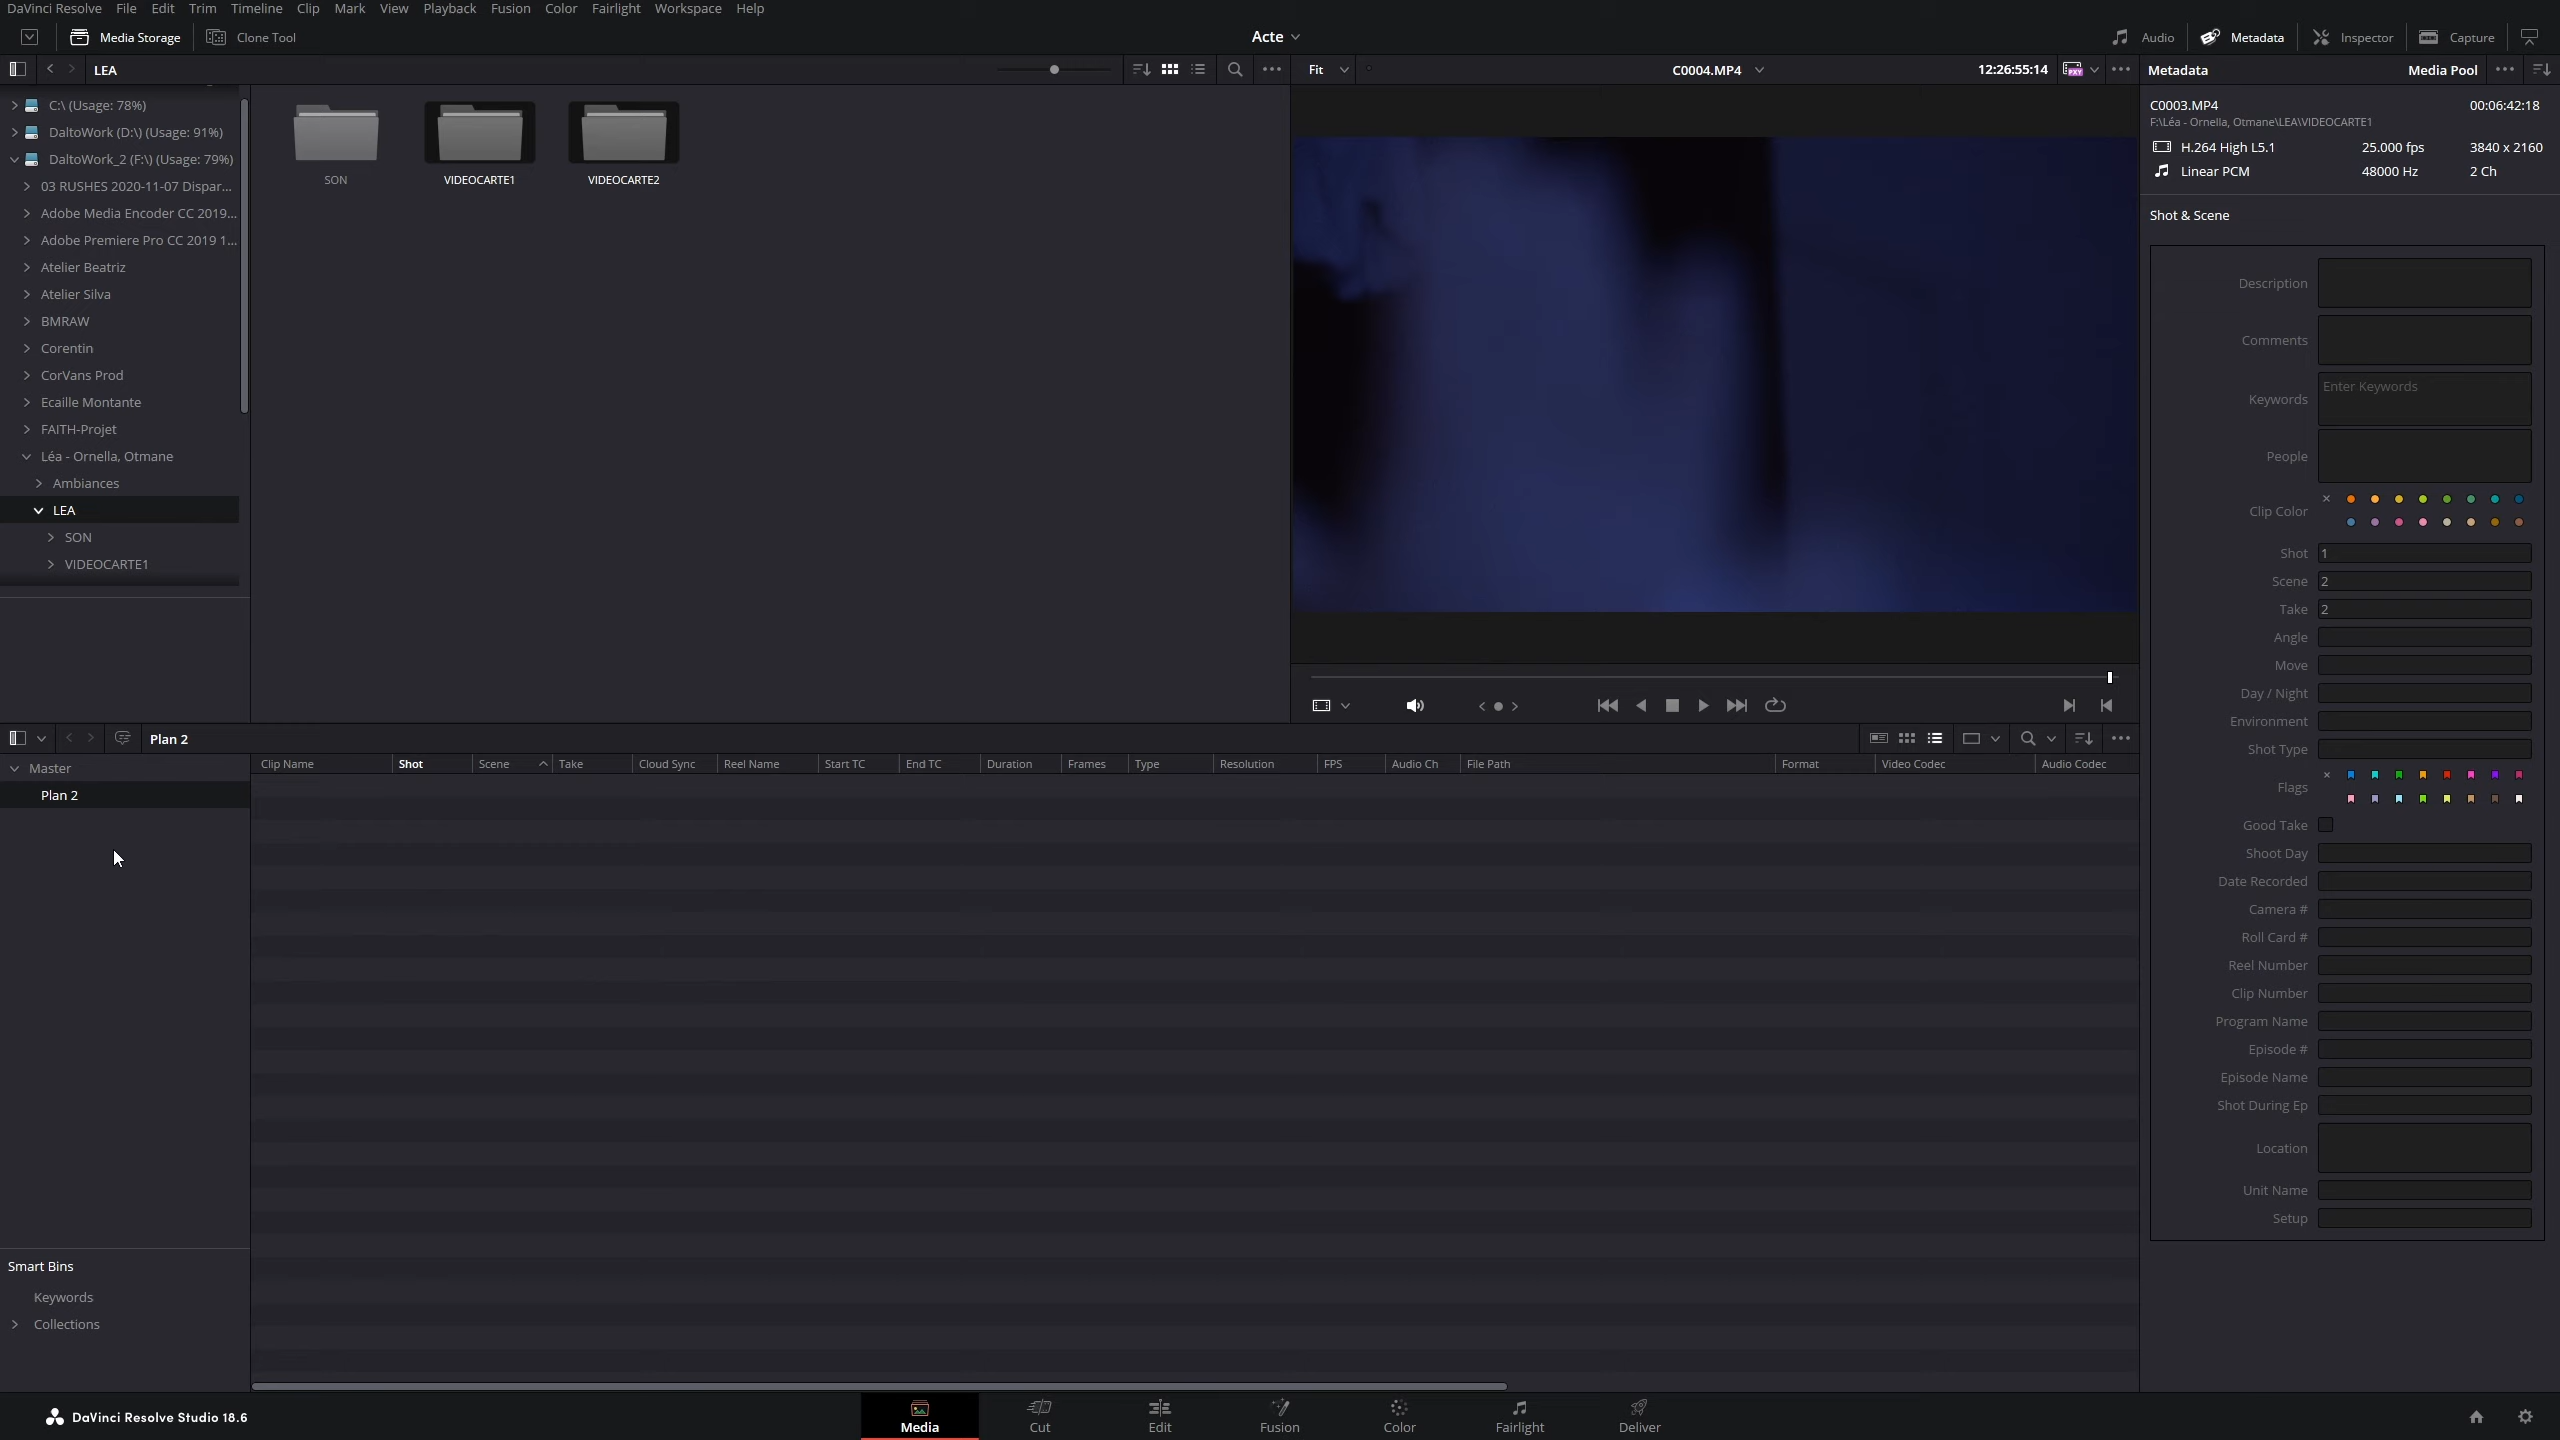 DaVinci Resolve File Edit Trim Timeline Clip Mark View Playback Fusion Color Fairlight Workspace Help
Media Storage Clone Tool Acte Audio Metadata Inspector Capture
LEA Fit C0004.MP4 12:26:55:14 PXY Metadata Media Pool
C:\ (Usage: 78%)
DaltoWork (D:\) (Usage: 91%)
DaltoWork_2 (F:\) (Usage: 79%)
03 RUSHES 2020-11-07 Dispar...
Adobe Media Encoder CC 2019...
Adobe Premiere Pro CC 2019 1...
Atelier Beatriz
Atelier Silva
BMRAW
Corentin
CorVans Prod
Ecaille Montante
FAITH-Projet
Léa - Ornella, Otmane
Ambiances
LEA
SON
VIDEOCARTE1
SON VIDEOCARTE1 VIDEOCARTE2
C0003.MP4 00:06:42:18
F:\Léa - Ornella, Otmane\LEA\VIDEOCARTE1
H.264 High L5.1 25.000 fps 3840 x 2160
Linear PCM 48000 Hz 2 Ch
Shot & Scene
Description
Comments
Keywords Enter Keywords
People
Clip Color
Shot 1
Scene 2
Take 2
Angle
Move
Day / Night
Environment
Shot Type
Flags
Good Take
Shoot Day
Date Recorded
Camera #
Roll Card #
Reel Number
Clip Number
Program Name
Episode #
Episode Name
Shot During Ep
Location
Unit Name
Setup
Plan 2
Master
Plan 2
Clip Name Shot Scene Take Cloud Sync Reel Name Start TC End TC Duration Frames Type Resolution FPS Audio Ch File Path Format Video Codec Audio Codec
Smart Bins
Keywords
Collections
DaVinci Resolve Studio 18.6 Media Cut Edit Fusion Color Fairlight Deliver